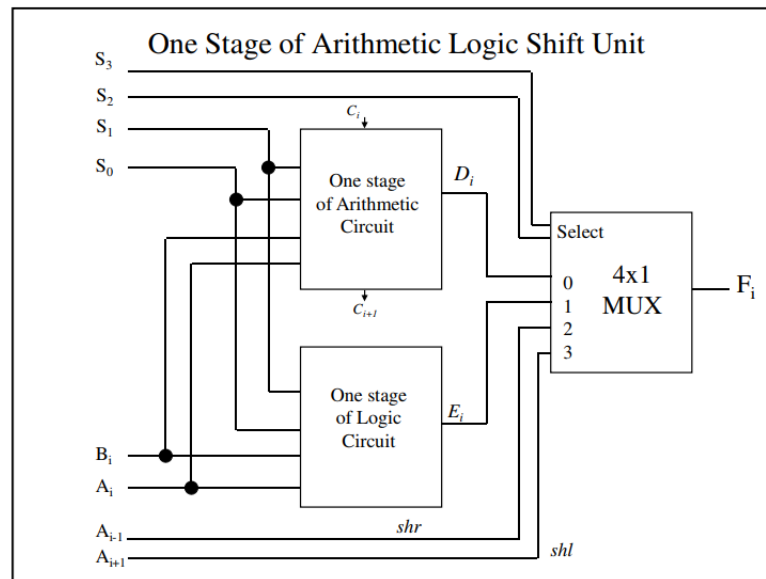 One Stage of Arithmetic Logic Shift Unit
S3
S2
S1
S0
Ci
One stage
of Arithmetic
Circuit
Di
Ci+1
Select
0
1
2
3
4x1
MUX
Fi
One stage
of Logic
Circuit
Ei
Bi
Ai
Ai-1
shr
Ai+1
shl